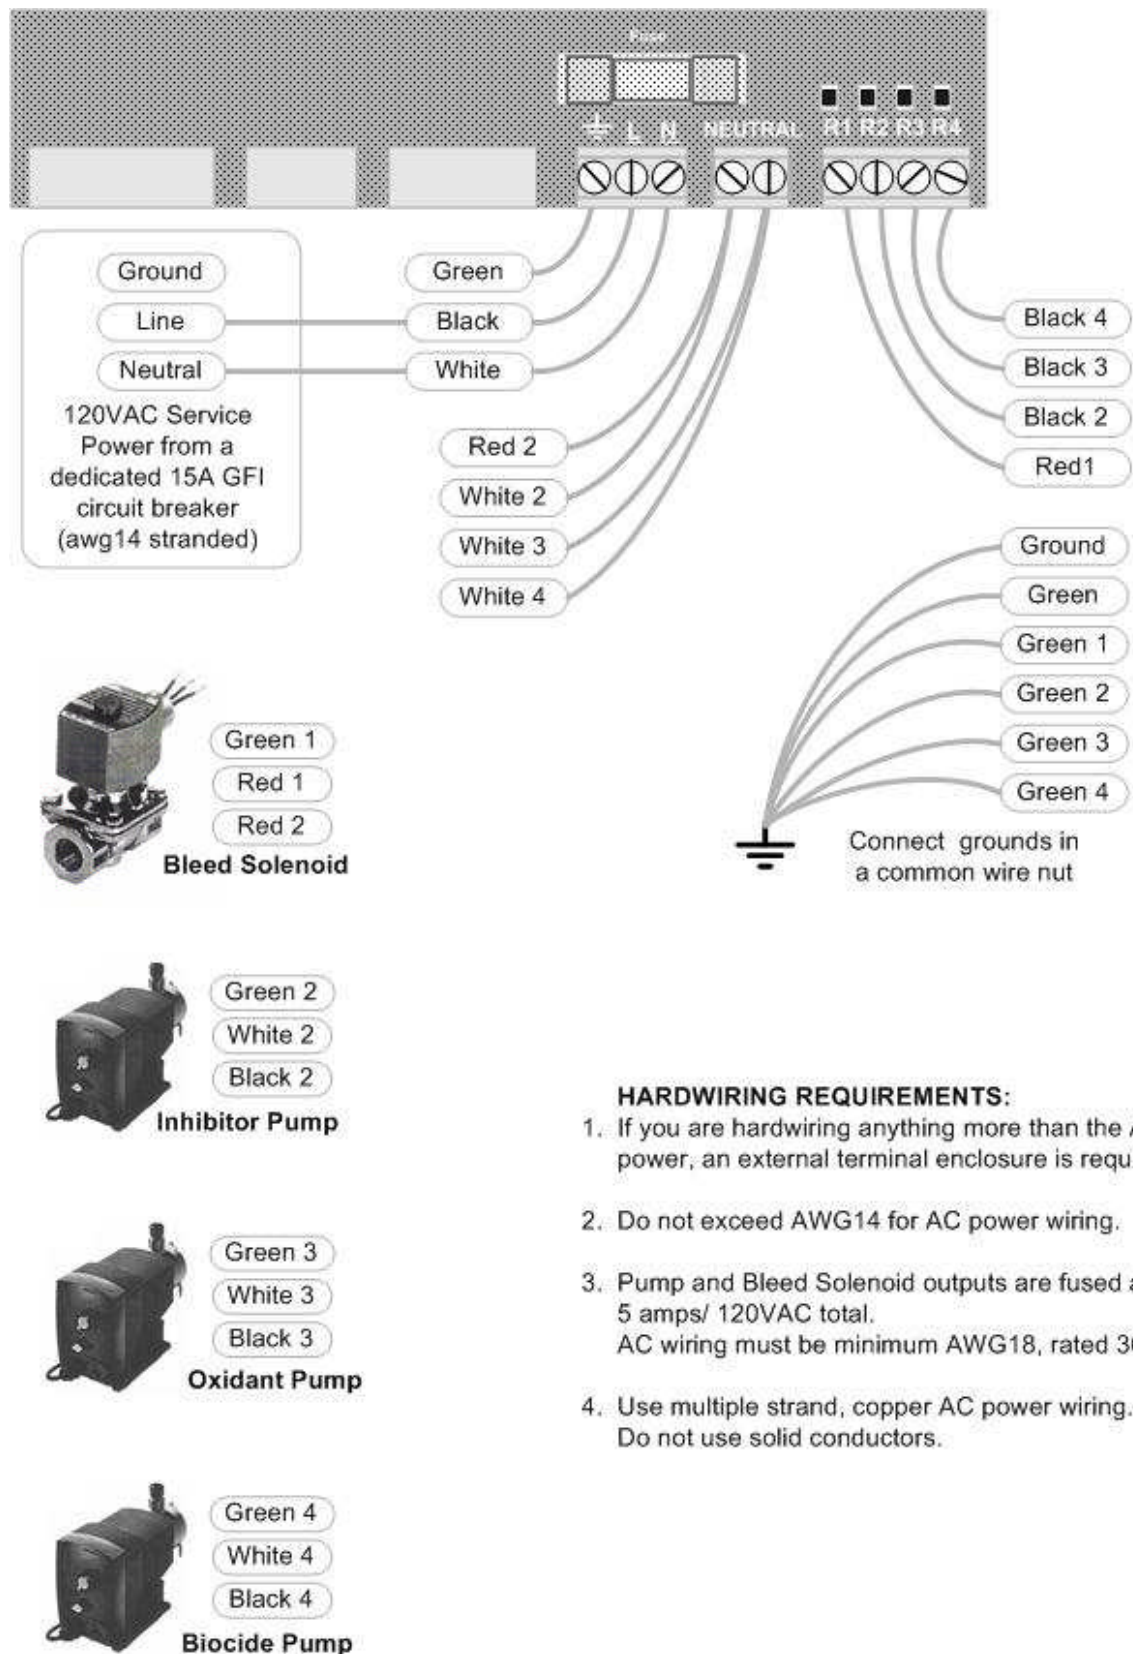 Fuse
L N NEUTRAL R1 R2 R3 R4
Ground
Line
Neutral
120VAC Service
Power from a
dedicated 15A GFI
circuit breaker
(awg14 stranded)
Green
Black
White
Red 2
White 2
White 3
White 4
Black 4
Black 3
Black 2
Red1
Ground
Green
Green 1
Green 2
Green 3
Green 4
Connect grounds in
a common wire nut
Green 1
Red 1
Red 2
Bleed Solenoid
Green 2
White 2
Black 2
Inhibitor Pump
Green 3
White 3
Black 3
Oxidant Pump
Green 4
White 4
Black 4
Biocide Pump
HARDWIRING REQUIREMENTS:
1. If you are hardwiring anything more than the
power, an external terminal enclosure is
2. Do not exceed AWG14 for AC power wiring.
3. Pump and Bleed Solenoid outputs are fused
5 amps/ 120VAC total.
AC wiring must be minimum AWG18, rated
4. Use multiple strand, copper AC power wiring.
Do not use solid conductors.